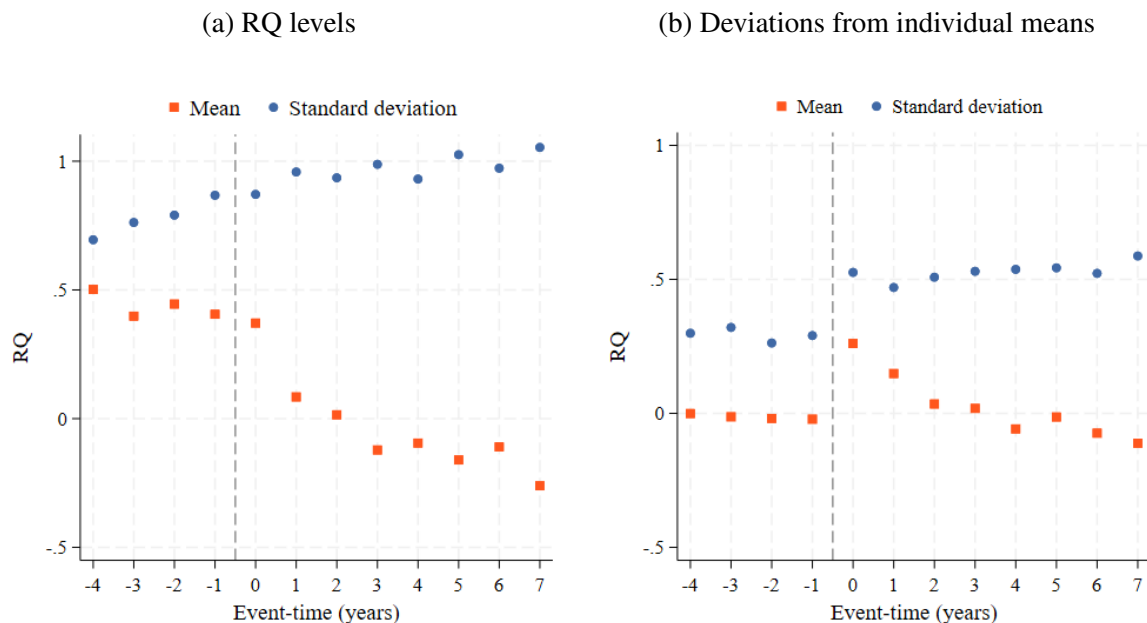 (a) RQ levels
Mean Standard deviation
1
.5
0
-.5
RQ
-4 -3 -2 -1 0 1 2 3 4 5 6 7
Event-time (years)
(b) Deviations from individual means
Mean Standard deviation
1
.5
0
-.5
RQ
-4 -3 -2 -1 0 1 2 3 4 5 6 7
Event-time (years)